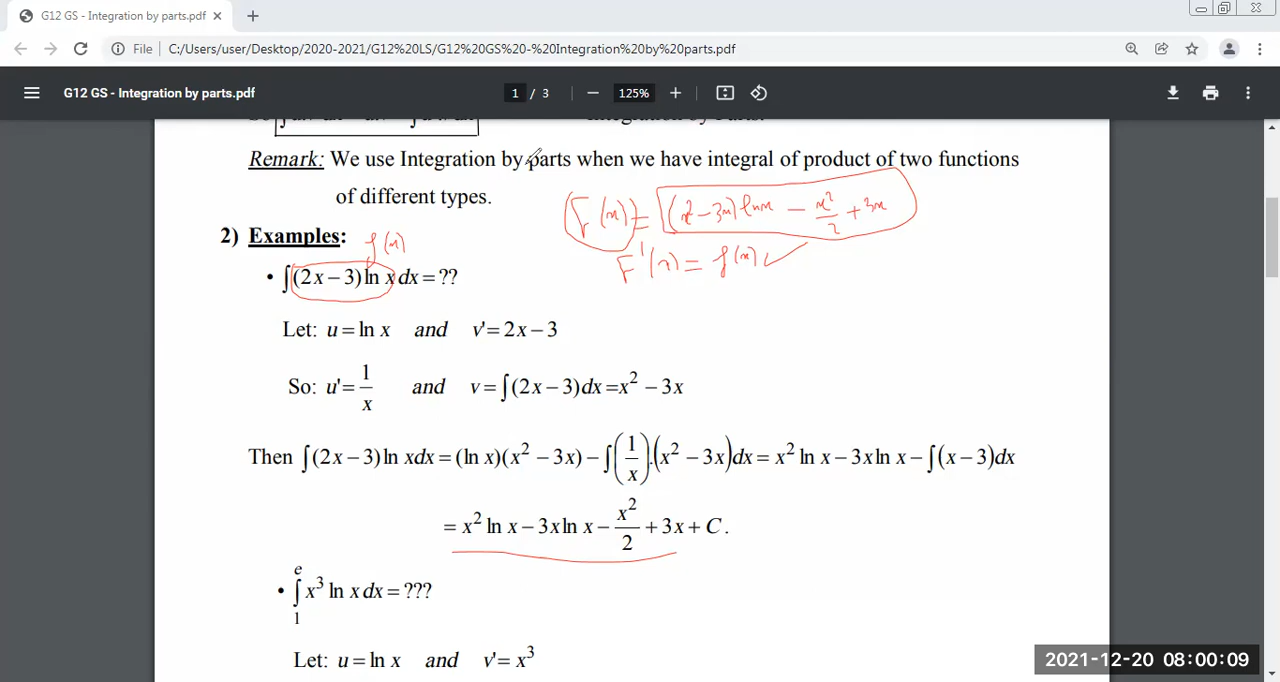 G12 GS - Integration by parts.pdf
File C:/Users/user/Desktop/2020-2021/G12%20LS/G12%20GS%20-%20Integration%20by%20parts.pdf
G12 GS - Integration by parts.pdf 1 / 3 125%
Remark: We use Integration by parts when we have integral of product of two functions
of different types.
F(x) = (x² – 3x) ln x – x²/2 + 3x
2) Examples: f(x)
F'(x) = f(x) ✓
• ∫(2x – 3) ln x dx = ??
Let: u = ln x and v' = 2x – 3
So: u' = 1/x and v = ∫(2x – 3)dx = x² – 3x
Then ∫(2x – 3) ln xdx = (ln x)(x² – 3x) – ∫(1/x).(x² – 3x)dx = x² ln x – 3x ln x – ∫(x – 3)dx
= x² ln x – 3x ln x – x²/2 + 3x + C.
• ∫₁ᵉ x³ ln x dx = ???
Let: u = ln x and v' = x³
2021-12-20 08:00:09